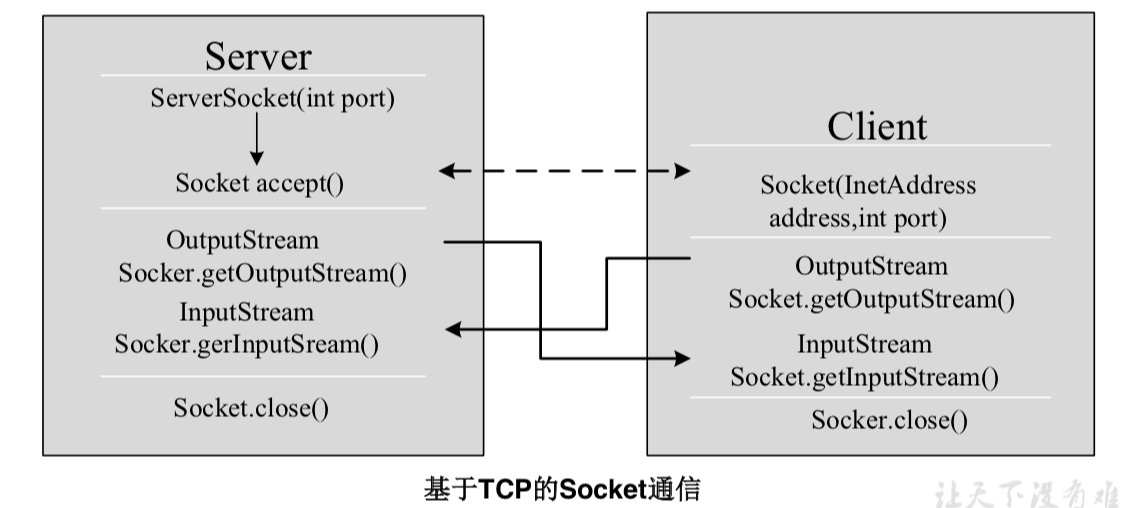 Server
ServerSocket(int port)
Socket accept()
OutputStream
Socker.getOutputStream()
InputStream
Socker.gerInputSream()
Socket.close()
Client
Socket(InetAddress
address,int port)
OutputStream
Socket.getOutputStream()
InputStream
Socket.getInputStream()
Socker.close()
基于TCP的Socket通信
让天下没有难